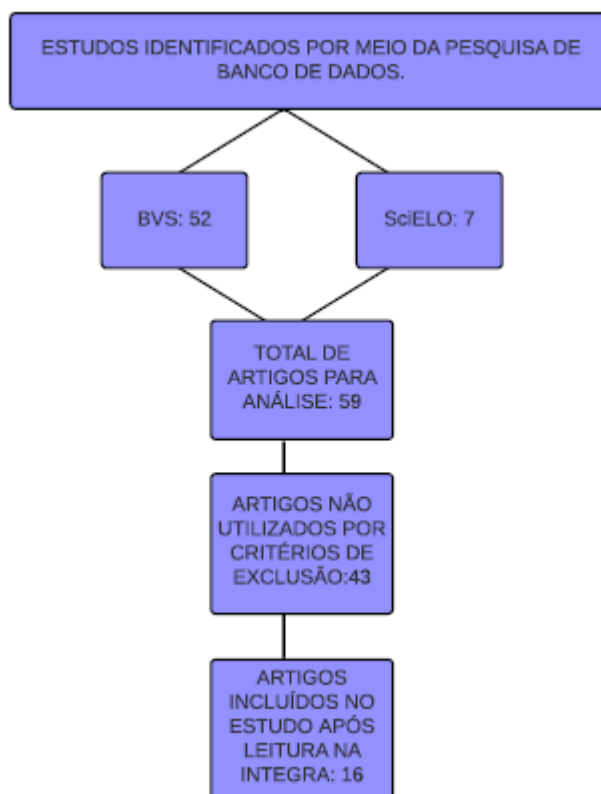 ESTUDOS IDENTIFICADOS POR MEIO DA PESQUISA DE
BANCO DE DADOS.
BVS: 52
SciELO: 7
TOTAL DE
ARTIGOS PARA
ANÁLISE: 59
ARTIGOS NÃO
UTILIZADOS POR
CRITÉRIOS DE
EXCLUSÃO:43
ARTIGOS
INCLUÍDOS NO
ESTUDO APÓS
LEITURA NA
INTEGRA: 16